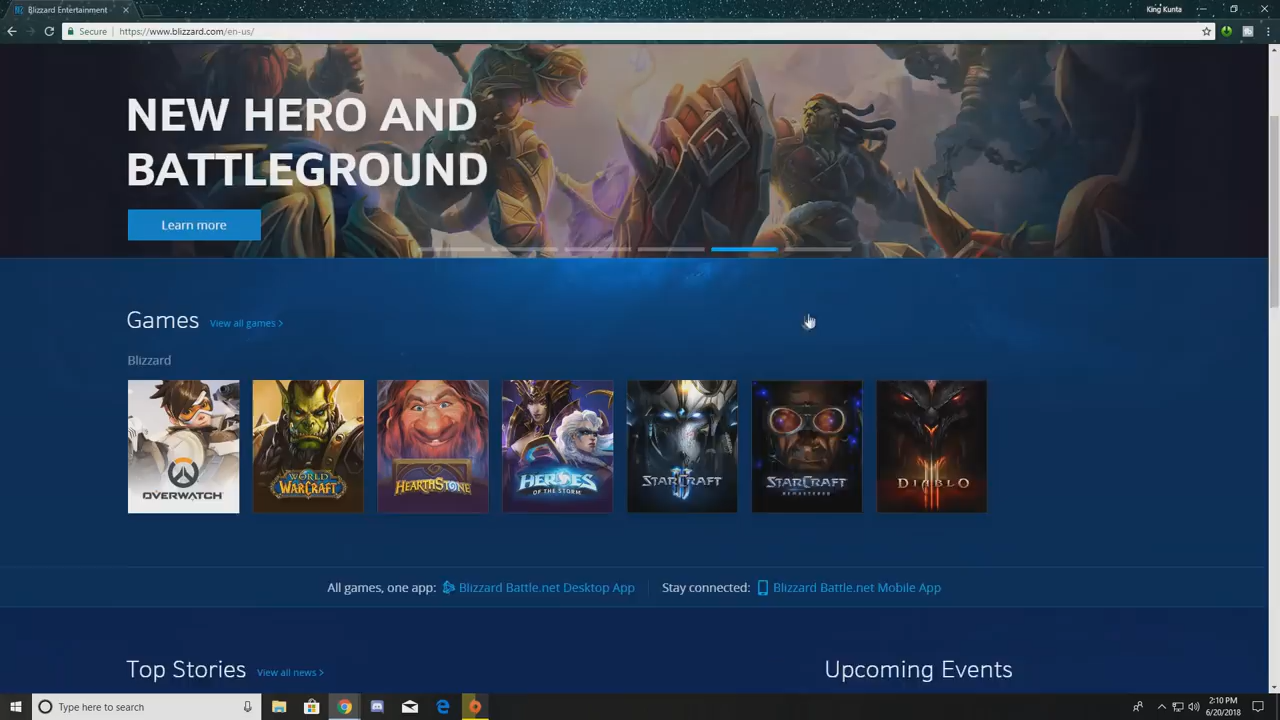 Blizzard Entertainment
King Kunta
Secure
https://www.blizzard.com/en-us/
NEW HERO AND
BATTLEGROUND
Learn more
Games View all games >
Blizzard
OVERWATCH
WORLD
WARCRAFT
HEARTHSTONE
HEROES
OF THE STORM
STARCRAFT
II
STARCRAFT
REMASTERED
DIABLO
III
All games, one app: Blizzard Battle.net Desktop App
Stay connected: Blizzard Battle.net Mobile App
Top Stories View all news >
Upcoming Events
Type here to search
2:10 PM
6/20/2018